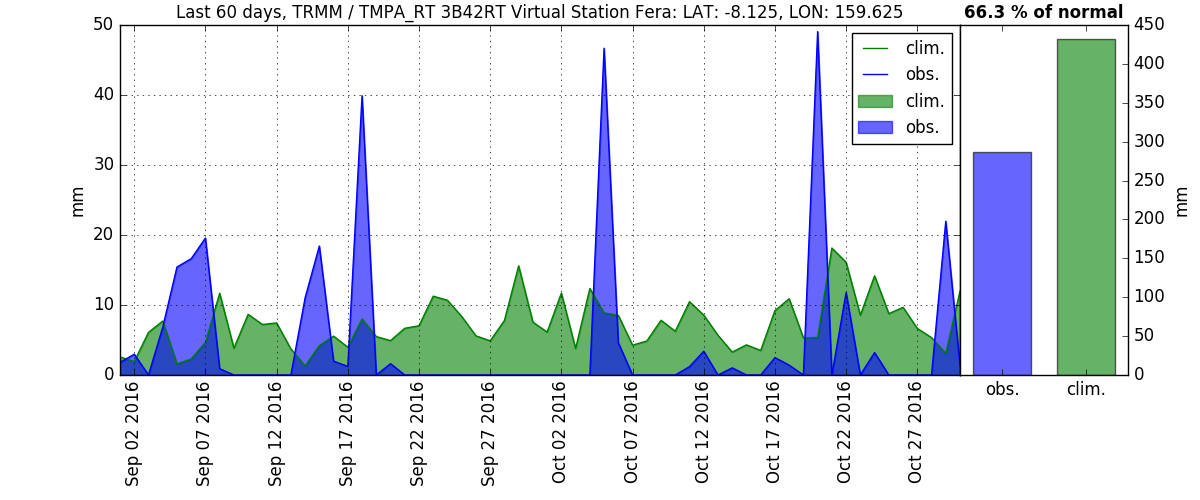 Last 60 days, TRMM / TMPA_RT 3B42RT Virtual Station Fera: LAT: -8.125, LON: 159.625
66.3 % of normal
50
40
30
20
10
0
mm
clim.
obs.
clim.
obs.
Sep 02 2016
Sep 07 2016
Sep 12 2016
Sep 17 2016
Sep 22 2016
Sep 27 2016
Oct 02 2016
Oct 07 2016
Oct 12 2016
Oct 17 2016
Oct 22 2016
Oct 27 2016
450
400
350
300
250
200
150
100
50
0
mm
obs.
clim.